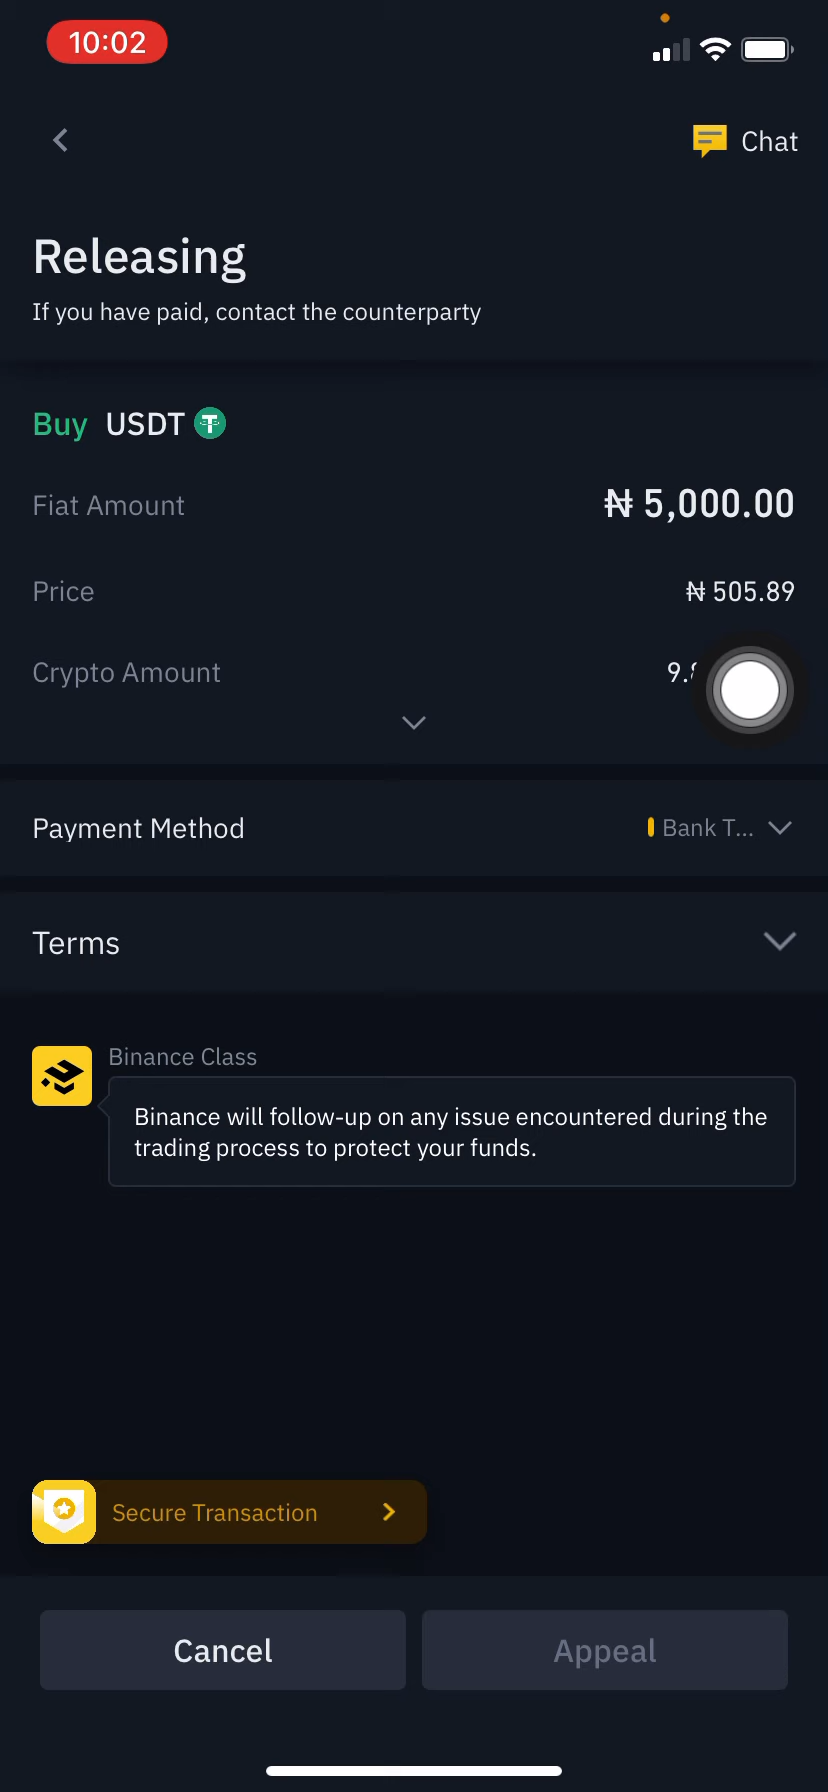 10:02
Chat
Releasing
If you have paid, contact the counterparty
Buy USDT
Fiat Amount ₦ 5,000.00
Price ₦ 505.89
Crypto Amount
Payment Method Bank T...
Terms
Binance Class
Binance will follow-up on any issue encountered during the
trading process to protect your funds.
Secure Transaction
Cancel Appeal